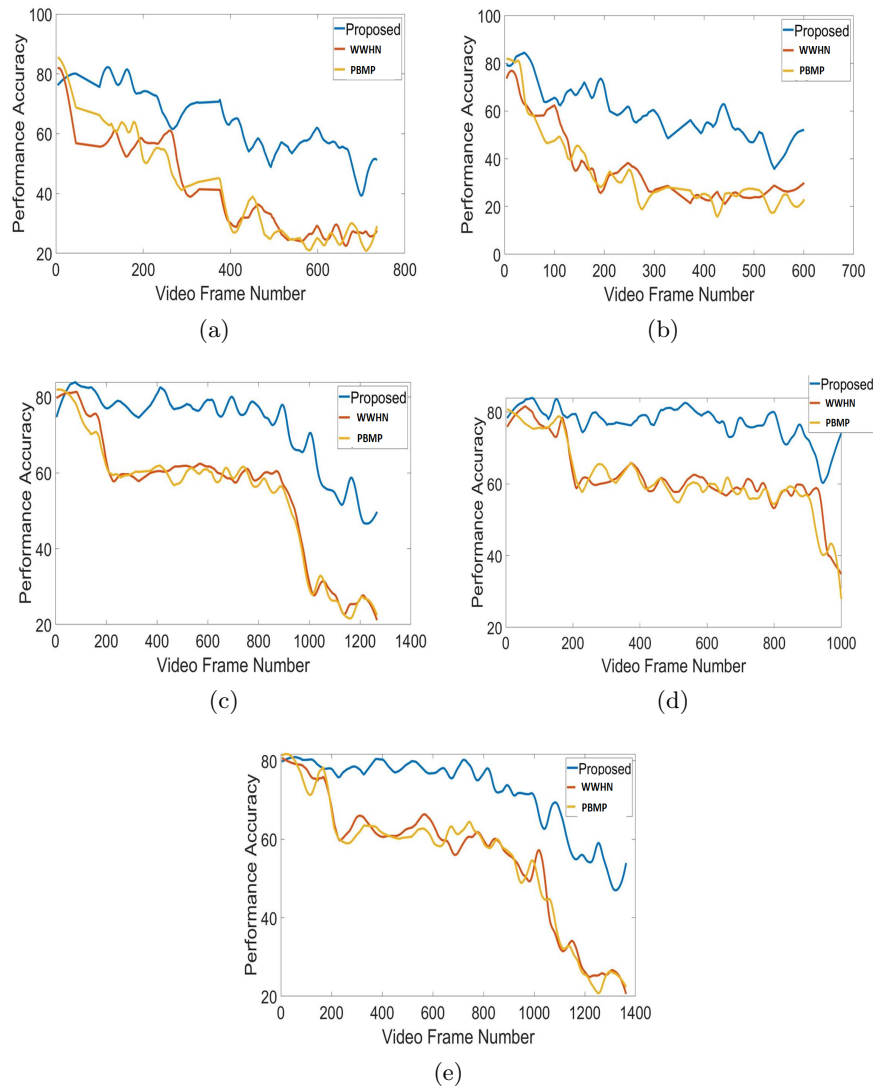 100
80
60
40
20
0 200 400 600 800
Performance Accuracy
Video Frame Number
Proposed
WWHN
PBMP
(a)
100
80
60
40
20
0
0 100 200 300 400 500 600 700
Performance Accuracy
Video Frame Number
Proposed
WWHN
PBMP
(b)
80
60
40
20
0 200 400 600 800 1000 1200 1400
Performance Accuracy
Video Frame Number
Proposed
WWHN
PBMP
(c)
80
60
40
20
0 200 400 600 800 1000
Performance Accuracy
Video Frame Number
Proposed
WWHN
PBMP
(d)
80
60
40
20
0 200 400 600 800 1000 1200 1400
Performance Accuracy
Video Frame Number
Proposed
WWHN
PBMP
(e)